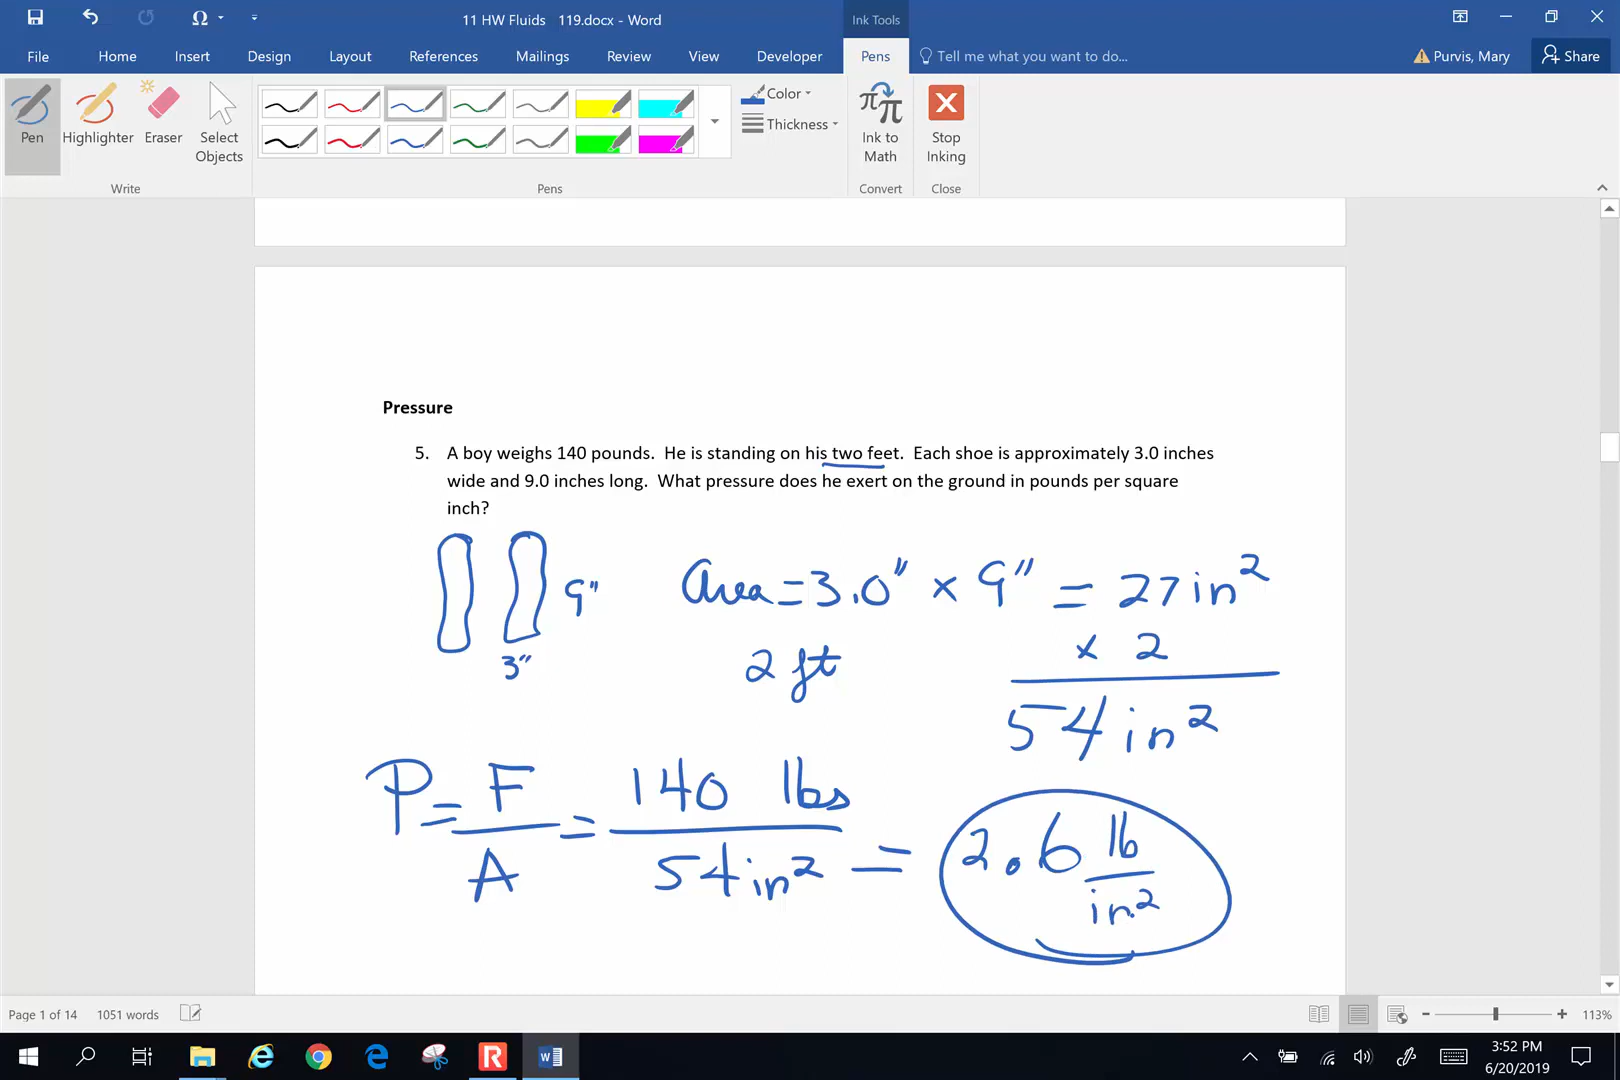 11 HW Fluids 119.docx - Word
Ink Tools
File Home Insert Design Layout References Mailings Review View Developer Pens Tell me what you want to do... Purvis, Mary Share
Pen Highlighter Eraser Select Objects
Color
Thickness
Ink to Math
Stop Inking
Write Pens Convert Close
Pressure
5. A boy weighs 140 pounds. He is standing on his two feet. Each shoe is approximately 3.0 inches
wide and 9.0 inches long. What pressure does he exert on the ground in pounds per square
inch?
9"
3"
Area = 3.0" x 9" = 27 in²
2 ft
x 2
54 in²
P = F/A = 140 lbs / 54 in² = 2.6 lb/in²
Page 1 of 14 1051 words
113%
3:52 PM
6/20/2019